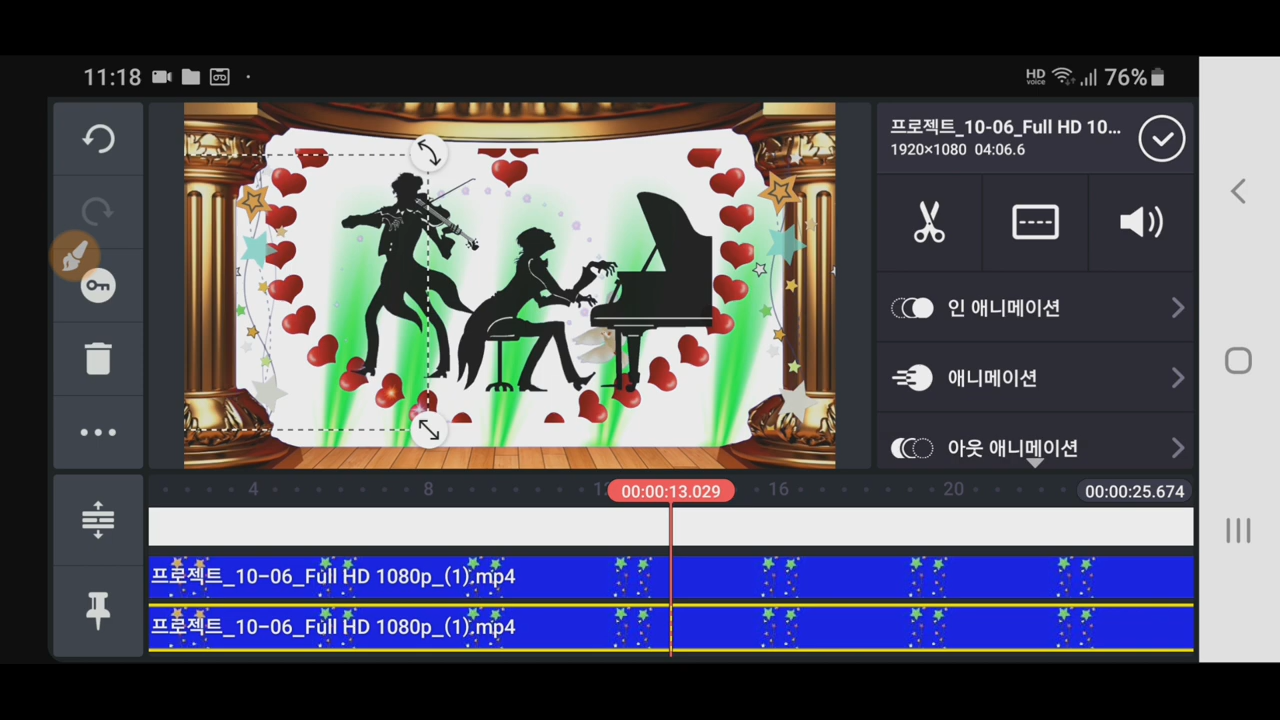 11:18
HD voice 76%
프로젝트_10-06_Full HD 10...
1920×1080 04:06.6
인 애니메이션
애니메이션
아웃 애니메이션
4 8 12 00:00:13.029 16 20 00:00:25.674
프로젝트_10-06_Full HD 1080p_(1).mp4
프로젝트_10-06_Full HD 1080p_(1).mp4